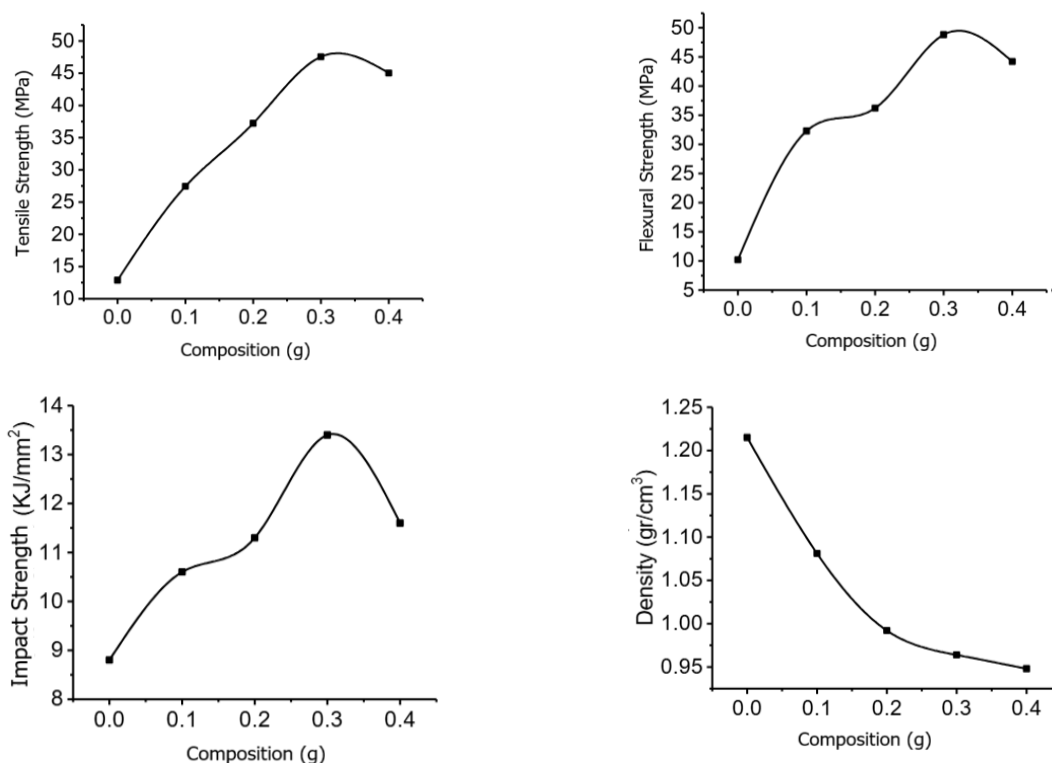 Tensile Strength (MPa)
50
45
40
35
30
25
20
15
10
0.0 0.1 0.2 0.3 0.4
Composition (g)
Flexural Strength (MPa)
50
45
40
35
30
25
20
15
10
5
0.0 0.1 0.2 0.3 0.4
Composition (g)
Impact Strength (KJ/mm²)
14
13
12
11
10
9
8
0.0 0.1 0.2 0.3 0.4
Composition (g)
Density (gr/cm³)
1.25
1.20
1.15
1.10
1.05
1.00
0.95
0.0 0.1 0.2 0.3 0.4
Composition (g)